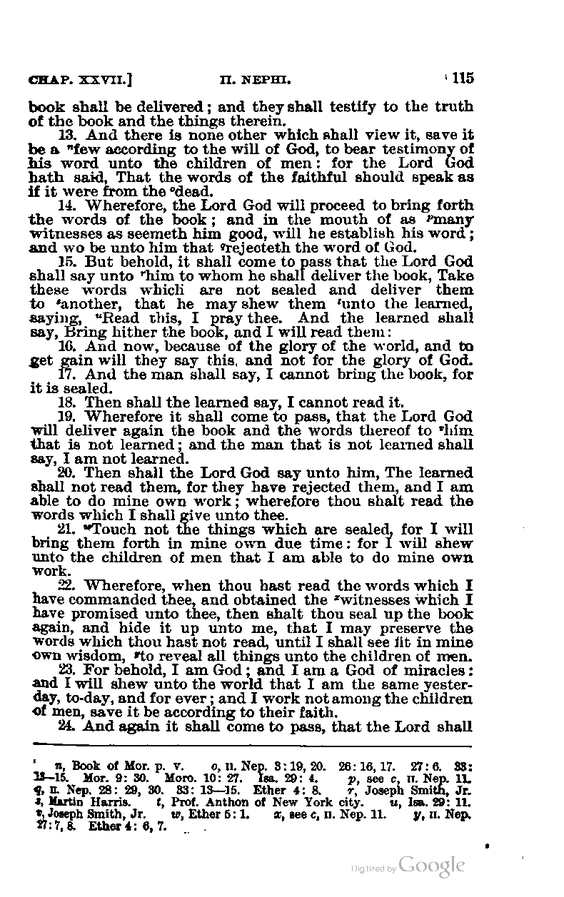 CHAP. XXVII.] II. NEPHI. 115
book shall be delivered; and they shall testify to the truth
of the book and the things therein.
13. And there is none other which shall view it, save it
be a ⁿfew according to the will of God, to bear testimony of
his word unto the children of men: for the Lord God
hath said, That the words of the faithful should speak as
if it were from the ᵒdead.
14. Wherefore, the Lord God will proceed to bring forth
the words of the book; and in the mouth of as ᵖmany
witnesses as seemeth him good, will he establish his word;
and wo be unto him that qrejecteth the word of God.
15. But behold, it shall come to pass that the Lord God
shall say unto ʳhim to whom he shall deliver the book, Take
these words which are not sealed and deliver them
to ˢanother, that he may shew them ᵗunto the learned,
saying, ᵘRead this, I pray thee. And the learned shall
say, Bring hither the book, and I will read them:
16. And now, because of the glory of the world, and to
get gain will they say this, and not for the glory of God.
17. And the man shall say, I cannot bring the book, for
it is sealed.
18. Then shall the learned say, I cannot read it.
19. Wherefore it shall come to pass, that the Lord God
will deliver again the book and the words thereof to ᵛhim
that is not learned; and the man that is not learned shall
say, I am not learned.
20. Then shall the Lord God say unto him, The learned
shall not read them, for they have rejected them, and I am
able to do mine own work; wherefore thou shalt read the
words which I shall give unto thee.
21. ʷTouch not the things which are sealed, for I will
bring them forth in mine own due time: for I will shew
unto the children of men that I am able to do mine own
work.
22. Wherefore, when thou hast read the words which I
have commanded thee, and obtained the ˣwitnesses which I
have promised unto thee, then shalt thou seal up the book
again, and hide it up unto me, that I may preserve the
words which thou hast not read, until I shall see fit in mine
own wisdom, ʸto reveal all things unto the children of men.
23. For behold, I am God; and I am a God of miracles:
and I will shew unto the world that I am the same yester-
day, to-day, and for ever; and I work not among the children
of men, save it be according to their faith.
24. And again it shall come to pass, that the Lord shall
n, Book of Mor. p. v. o, II. Nep. 3: 19, 20. 26: 16, 17. 27: 6. 33:
13—15. Mor. 9: 30. Moro. 10: 27. Isa. 29: 4. p, see c, II. Nep. 11.
q, II. Nep. 28: 29, 30. 33: 13—15. Ether 4: 8. r, Joseph Smith, Jr.
s, Martin Harris. t, Prof. Anthon of New York city. u, Isa. 29: 11.
v, Joseph Smith, Jr. w, Ether 5: 1. x, see c, II. Nep. 11. y, II. Nep.
27: 7, 8. Ether 4: 6, 7.
Digitized by Google